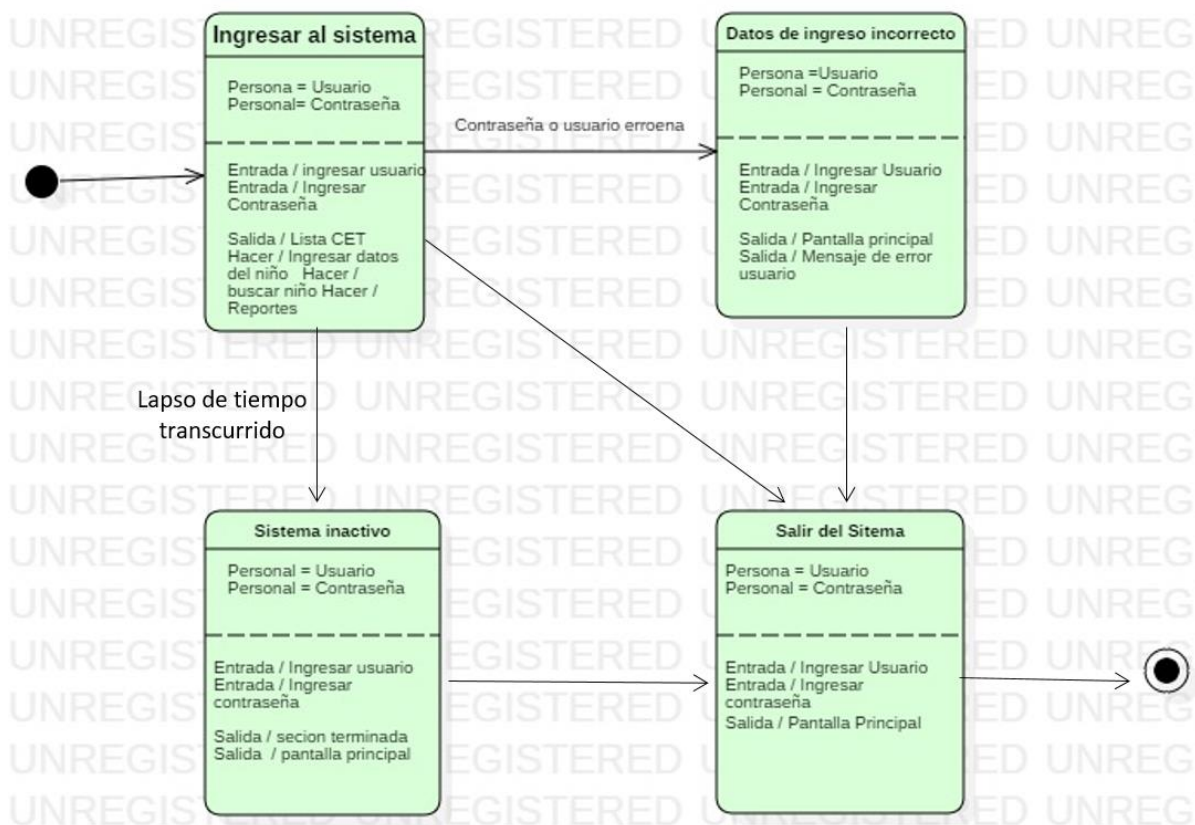 Ingresar al sistema
Persona = Usuario
Personal= Contraseña
Entrada / ingresar usuario
Entrada / Ingresar
Contraseña
Salida / Lista CET
Hacer / Ingresar datos
del niño Hacer /
buscar niño Hacer /
Reportes
Contraseña o usuario erroena
Datos de ingreso incorrecto
Persona =Usuario
Personal = Contraseña
Entrada / Ingresar Usuario
Entrada / Ingresar
Contraseña
Salida / Pantalla principal
Salida / Mensaje de error
usuario
Lapso de tiempo
transcurrido
Sistema inactivo
Personal = Usuario
Personal = Contraseña
Entrada / Ingresar usuario
Entrada / Ingresar
contraseña
Salida / secion terminada
Salida / pantalla principal
Salir del Sitema
Persona = Usuario
Personal = Contraseña
Entrada / Ingresar Usuario
Entrada / Ingresar
contraseña
Salida / Pantalla Principal
UNREGISTERED